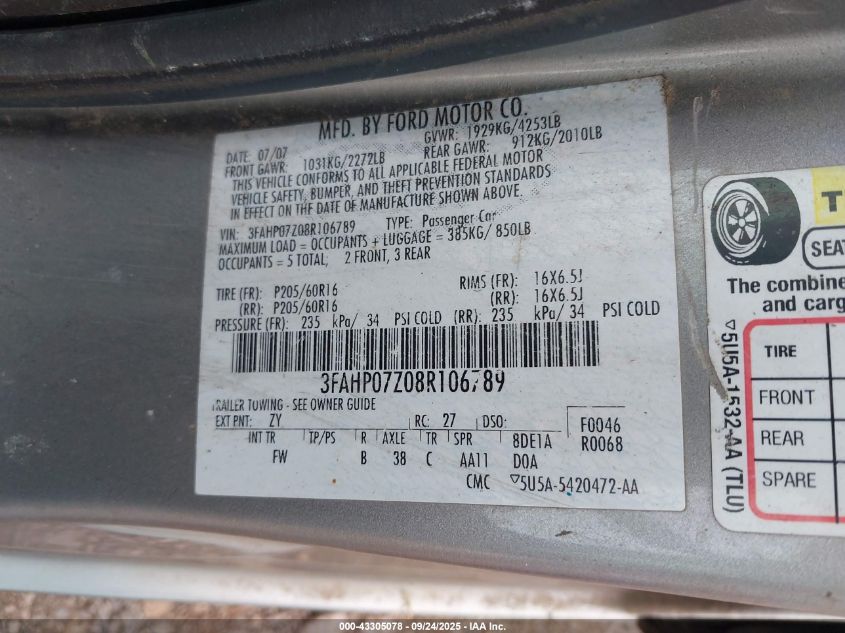 MFD. BY FORD MOTOR CO.
DATE: 07/07 GVWR: 1929KG/4253LB
FRONT GAWR: 1031KG/2272LB REAR GAWR: 912KG/2010LB
THIS VEHICLE CONFORMS TO ALL APPLICABLE FEDERAL MOTOR
VEHICLE SAFETY, BUMPER, AND THEFT PREVENTION STANDARDS
IN EFFECT ON THE DATE OF MANUFACTURE SHOWN ABOVE.
VIN: 3FAHP07Z08R106789 TYPE: Passenger Car
MAXIMUM LOAD = OCCUPANTS + LUGGAGE = 385KG/ 850LB
OCCUPANTS = 5 TOTAL; 2 FRONT, 3 REAR
TIRE (FR): P205/60R16 RIMS (FR): 16X6.5J
(RR): P205/60R16 (RR): 16X6.5J
PRESSURE (FR): 235 kPa/ 34 PSI COLD (RR): 235 kPa/ 34 PSI COLD
3FAHP07Z08R106789
TRAILER TOWING - SEE OWNER GUIDE
EXT PNT: ZY RC: 27 DSO: F0046
INT TR TP/PS R AXLE TR SPR 8DE1A R0068
FW B 38 C AA11 D0A
CMC ▽5U5A-5420472-AA
T
SEAT
The combine
and carg
TIRE
FRONT
REAR
SPARE
▽5U5A-1532-AA (TLU)
000-43305078 - 09/24/2025 - IAA Inc.